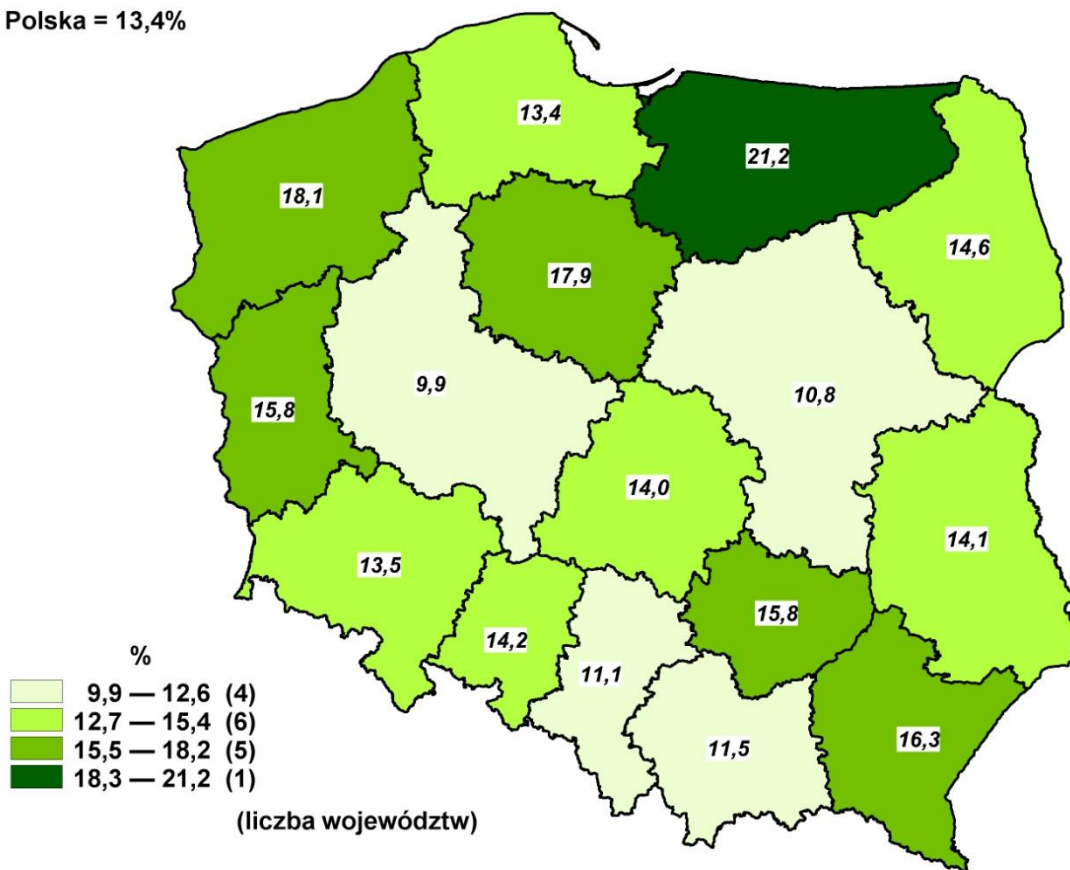 Polska = 13,4%
13,4
21,2
18,1
14,6
17,9
9,9
10,8
15,8
14,0
14,1
13,5
15,8
14,2
11,1
11,5
16,3
%
9,9 — 12,6 (4)
12,7 — 15,4 (6)
15,5 — 18,2 (5)
18,3 — 21,2 (1)
(liczba województw)